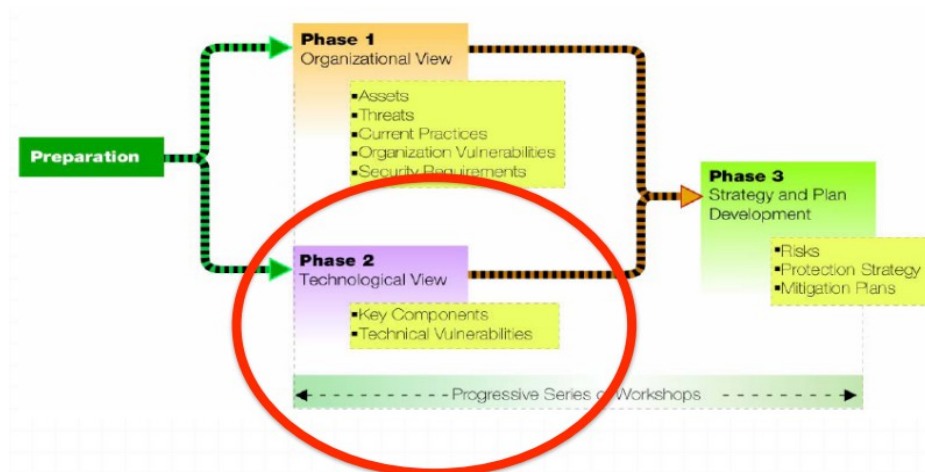 Preparation
Phase 1
Organizational View
▪Assets
▪Threats
▪Current Practices
▪Organization Vulnerabilities
▪Security Requirements
Phase 2
Technological View
▪Key Components
▪Technical Vulnerabilities
Phase 3
Strategy and Plan
Development
▪Risks
▪Protection Strategy
▪Mitigation Plans
Progressive Series of Workshops